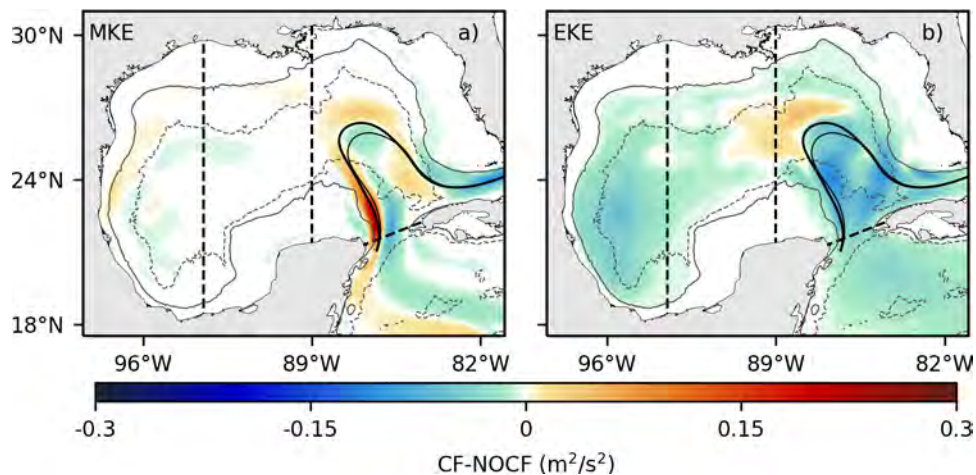 MKE a) EKE b)
30°N
24°N
18°N
96°W 89°W 82°W 96°W 89°W 82°W
-0.3 -0.15 0 0.15 0.3
CF-NOCF (m²/s²)